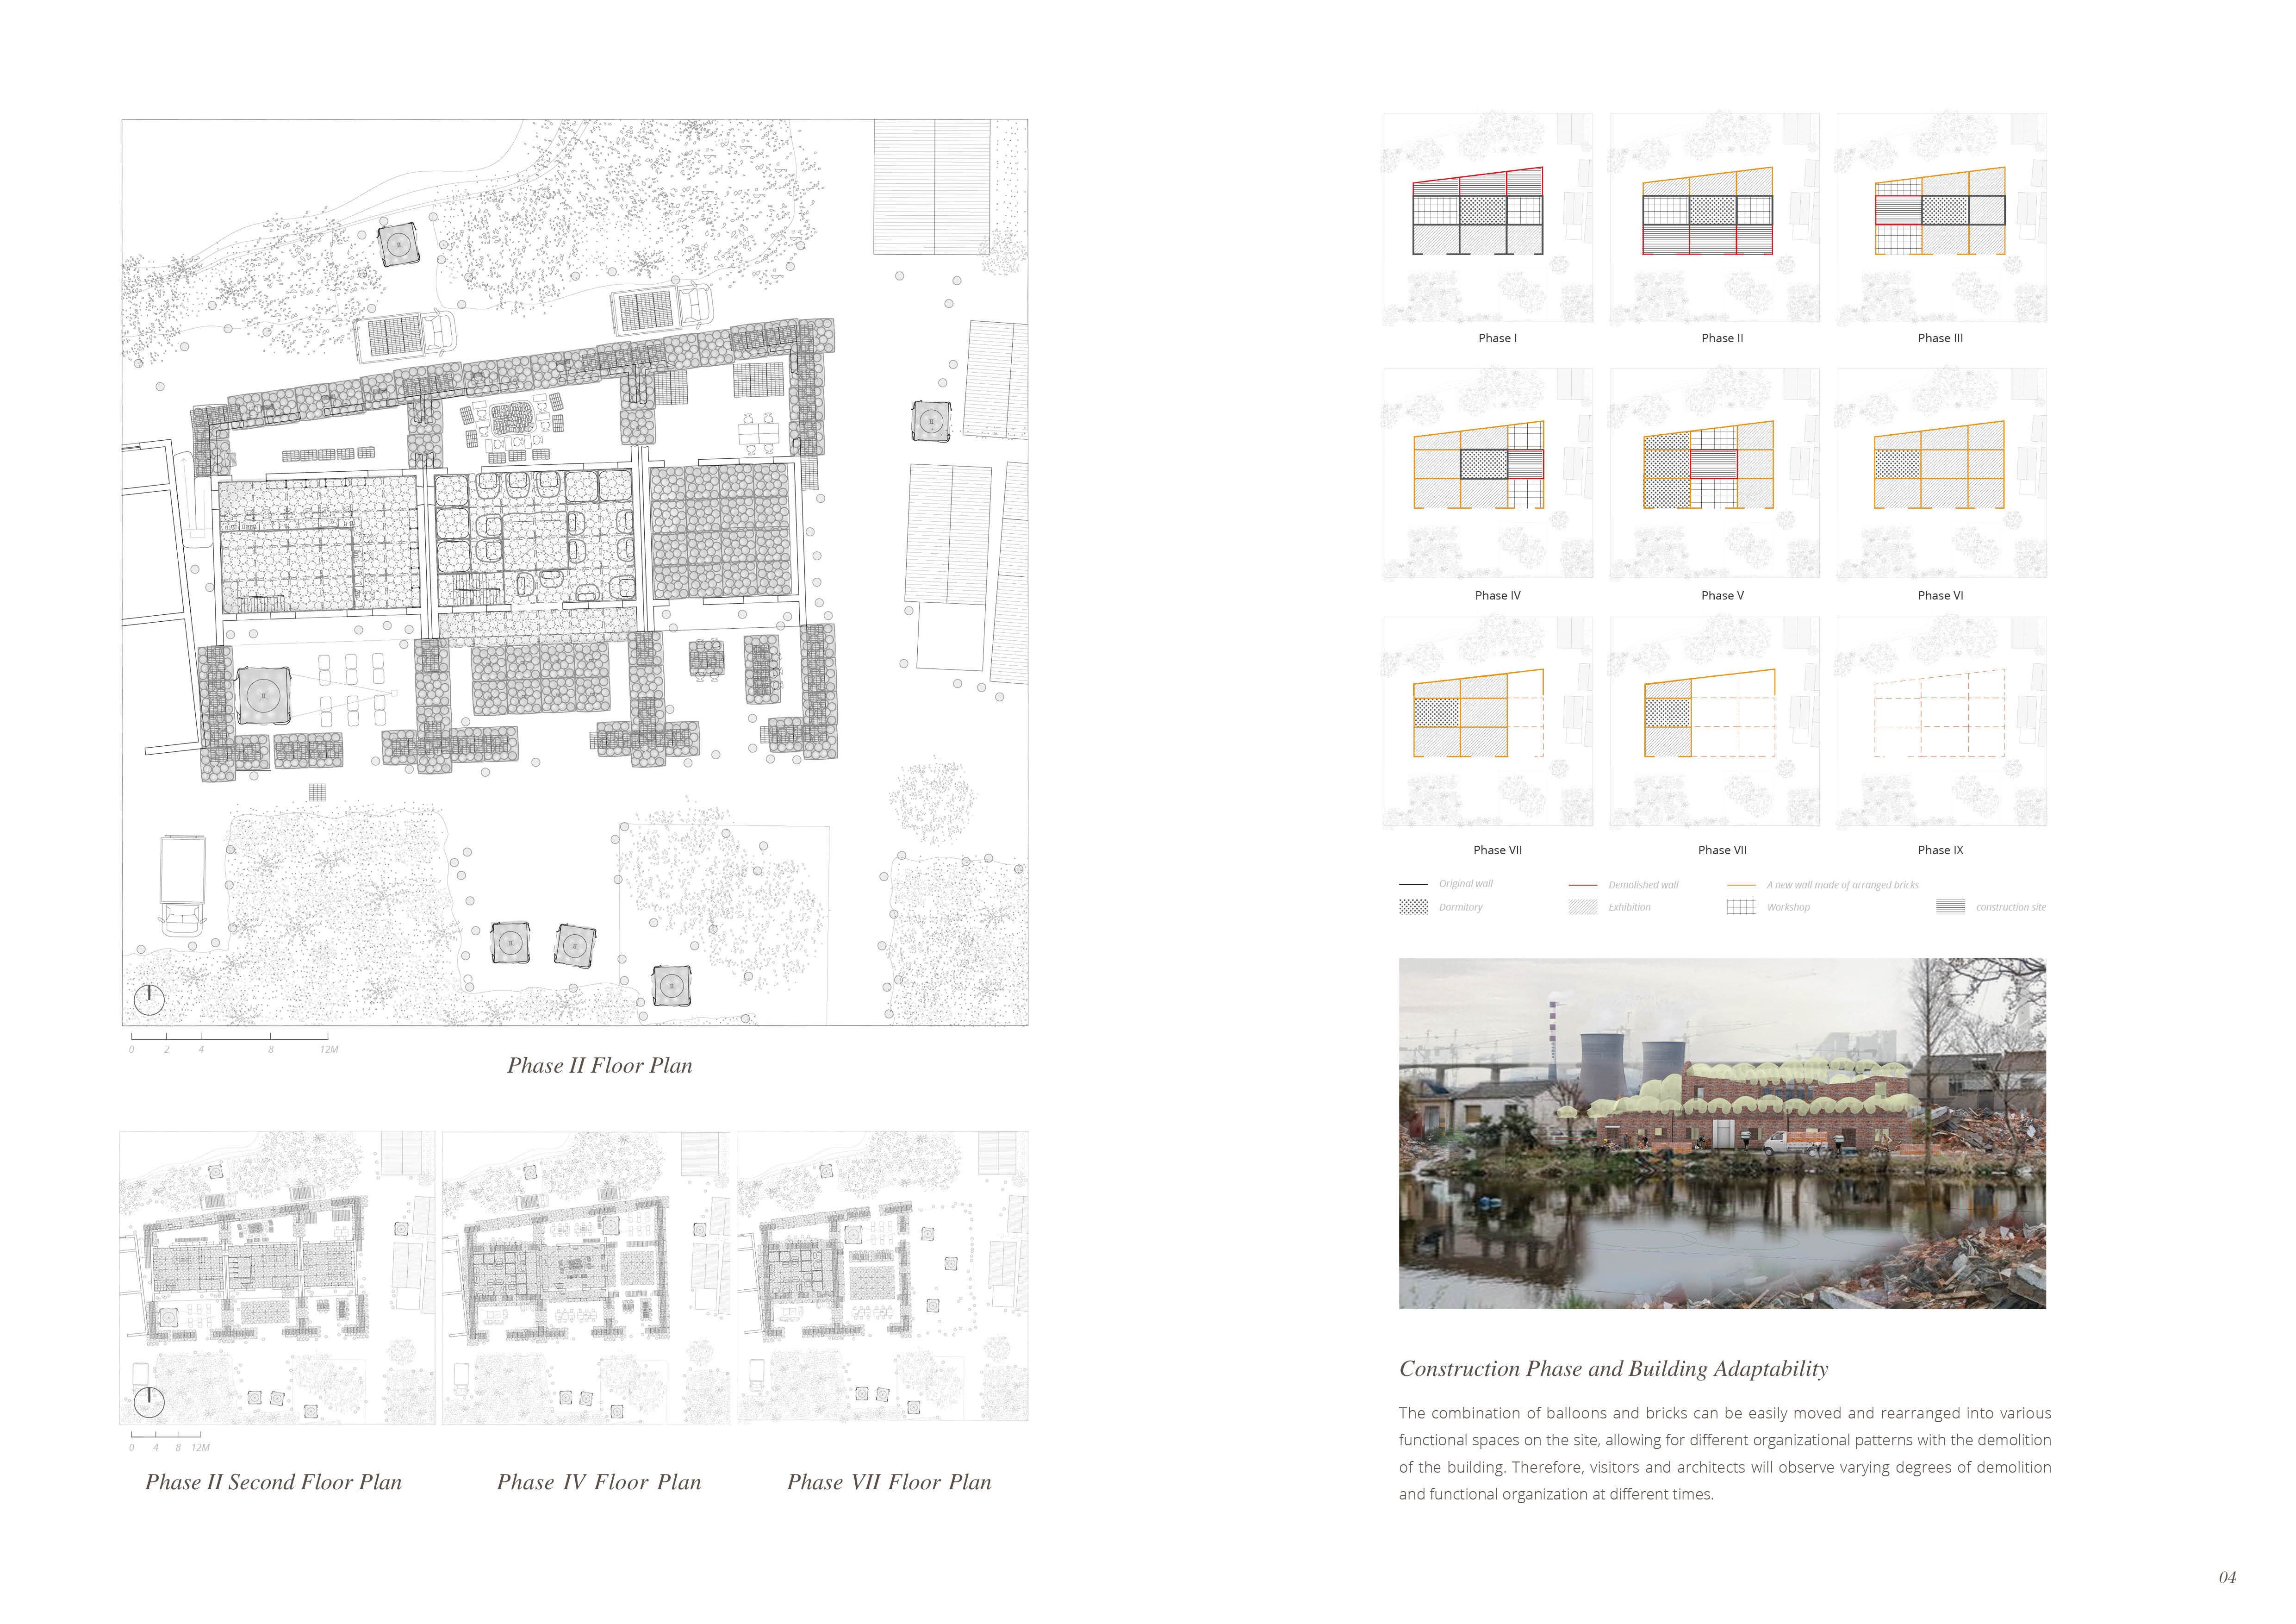 0 2 4 8 12M
Phase II Floor Plan
0 4 8 12M
Phase II Second Floor Plan
Phase IV Floor Plan
Phase VII Floor Plan
Phase I
Phase II
Phase III
Phase IV
Phase V
Phase VI
Phase VII
Phase VII
Phase IX
Original wall
Demolished wall
A new wall made of arranged bricks
Dormitory
Exhibition
Workshop
construction site
Construction Phase and Building Adaptability
The combination of balloons and bricks can be easily moved and rearranged into various
functional spaces on the site, allowing for different organizational patterns with the demolition
of the building. Therefore, visitors and architects will observe varying degrees of demolition
and functional organization at different times.
04